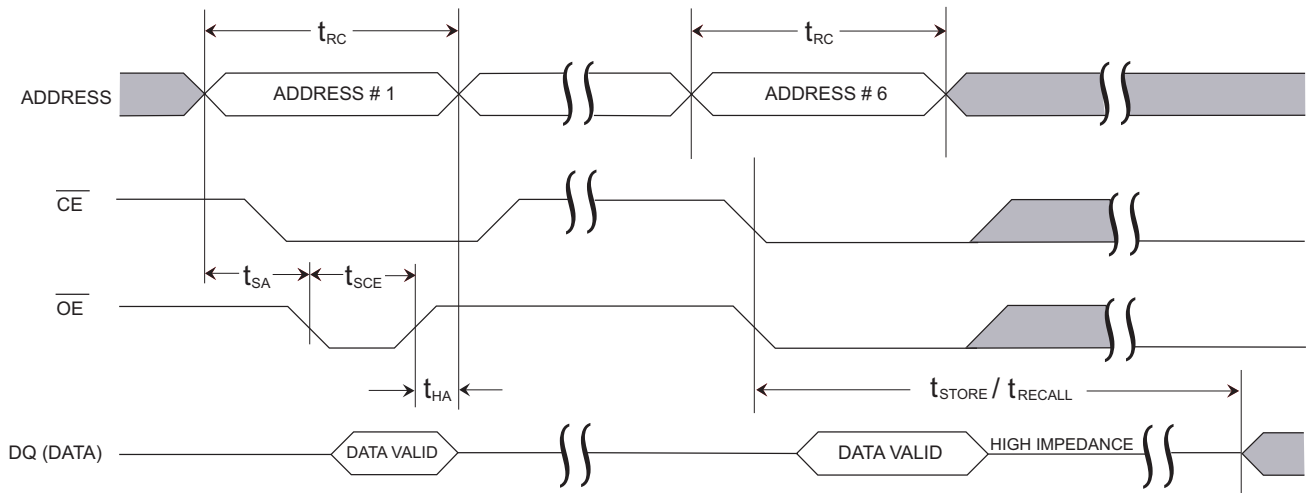 tRC
tRC
ADDRESS
ADDRESS # 1
ADDRESS # 6
CE
tSA
tSCE
OE
tHA
tSTORE / tRECALL
DQ (DATA)
DATA VALID
DATA VALID
HIGH IMPEDANCE